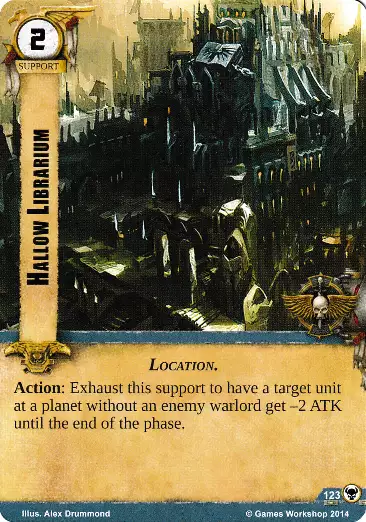 2
SUPPORT
HALLOW LIBRARIUM
LOCATION.
Action: Exhaust this support to have a target unit
at a planet without an enemy warlord get –2 ATK
until the end of the phase.
123
Illus. Alex Drummond
© Games Workshop 2014